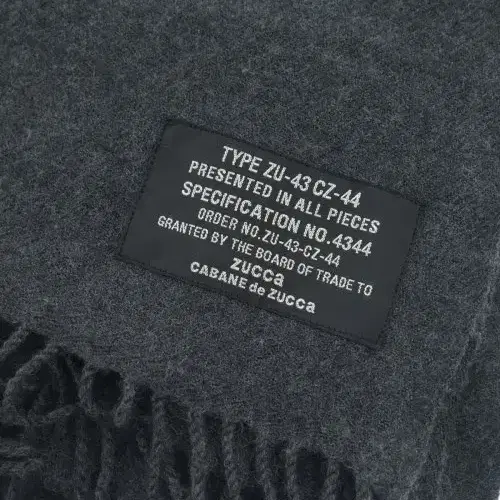 TYPE ZU-43 CZ-44
PRESENTED IN ALL PIECES
SPECIFICATION NO.4344
ORDER NO.ZU-43-CZ-44
GRANTED BY THE BOARD OF TRADE TO
zucca
CABANE de zucca